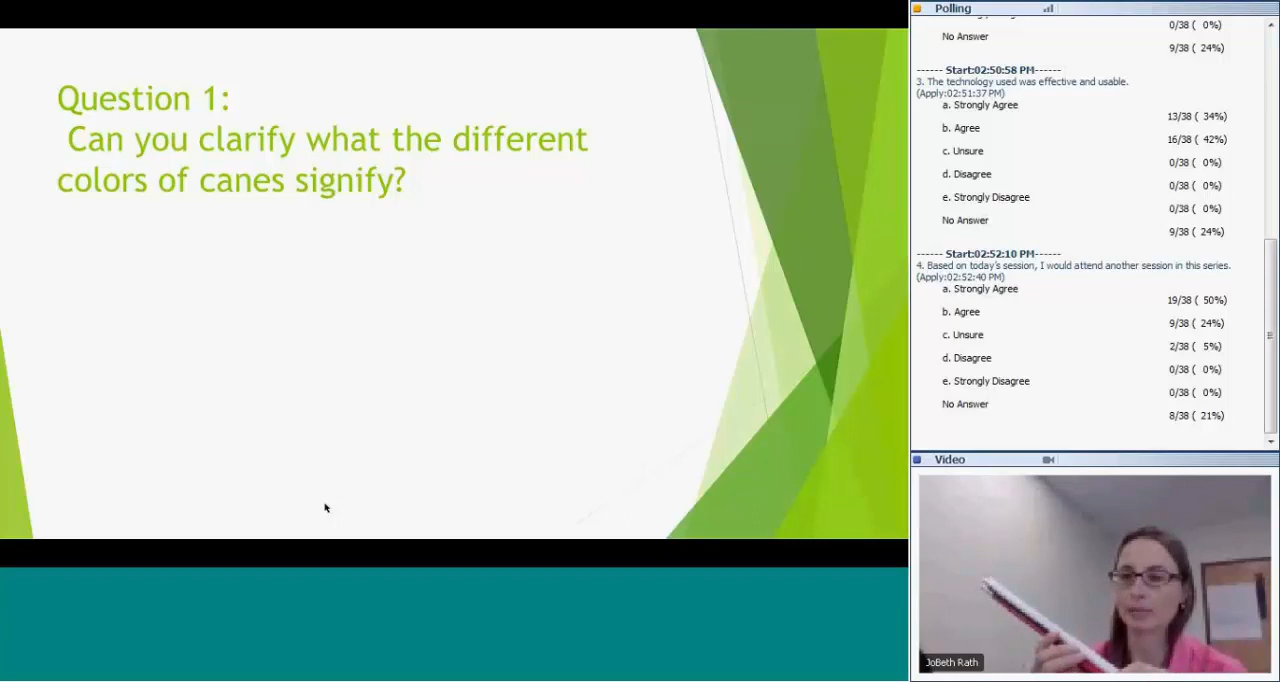 Question 1:
Can you clarify what the different
colors of canes signify?
Polling
0/38 ( 0%)
No Answer
9/38 ( 24%)
------ Start:02:50:58 PM------
3. The technology used was effective and usable.
(Apply:02:51:37 PM)
a. Strongly Agree
13/38 ( 34%)
b. Agree
16/38 ( 42%)
c. Unsure
0/38 ( 0%)
d. Disagree
0/38 ( 0%)
e. Strongly Disagree
0/38 ( 0%)
No Answer
9/38 ( 24%)
------ Start:02:52:10 PM------
4. Based on today's session, I would attend another session in this series.
(Apply:02:52:40 PM)
a. Strongly Agree
19/38 ( 50%)
b. Agree
9/38 ( 24%)
c. Unsure
2/38 ( 5%)
d. Disagree
0/38 ( 0%)
e. Strongly Disagree
0/38 ( 0%)
No Answer
8/38 ( 21%)
Video
JoBeth Rath